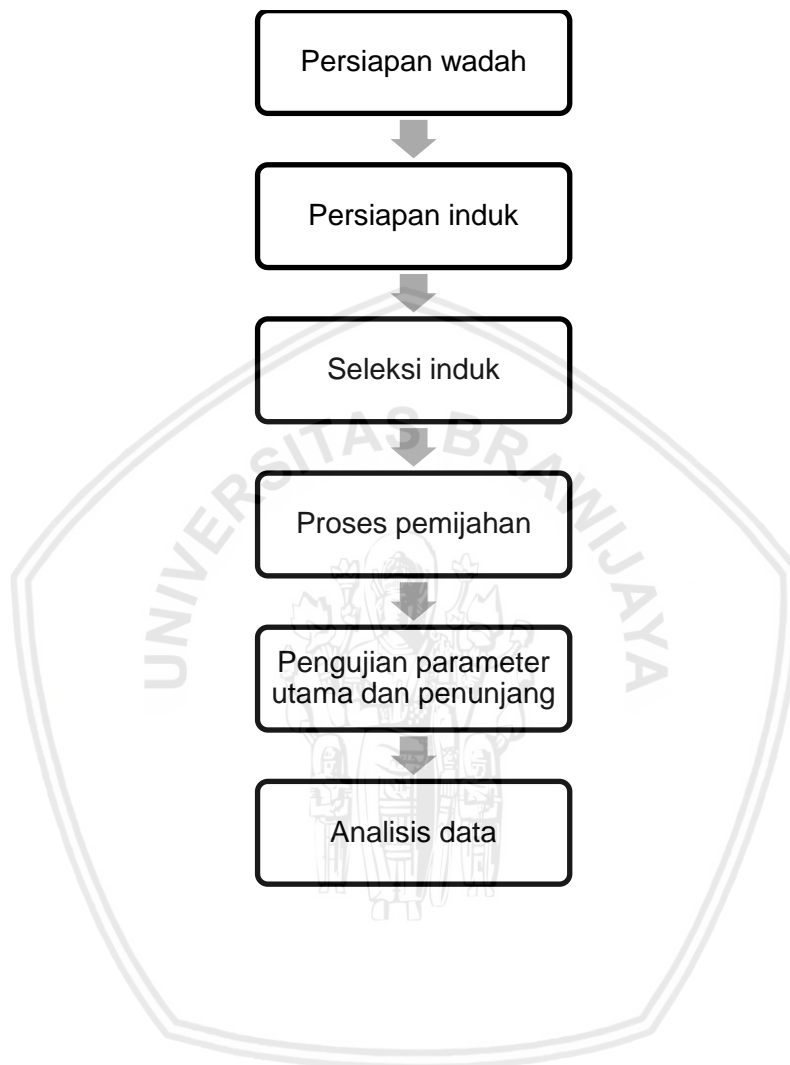 Persiapan wadah
Persiapan induk
Seleksi induk
UNIVERSITAS BRAWIJAYA
Proses pemijahan
Pengujian parameter
utama dan penunjang
Analisis data